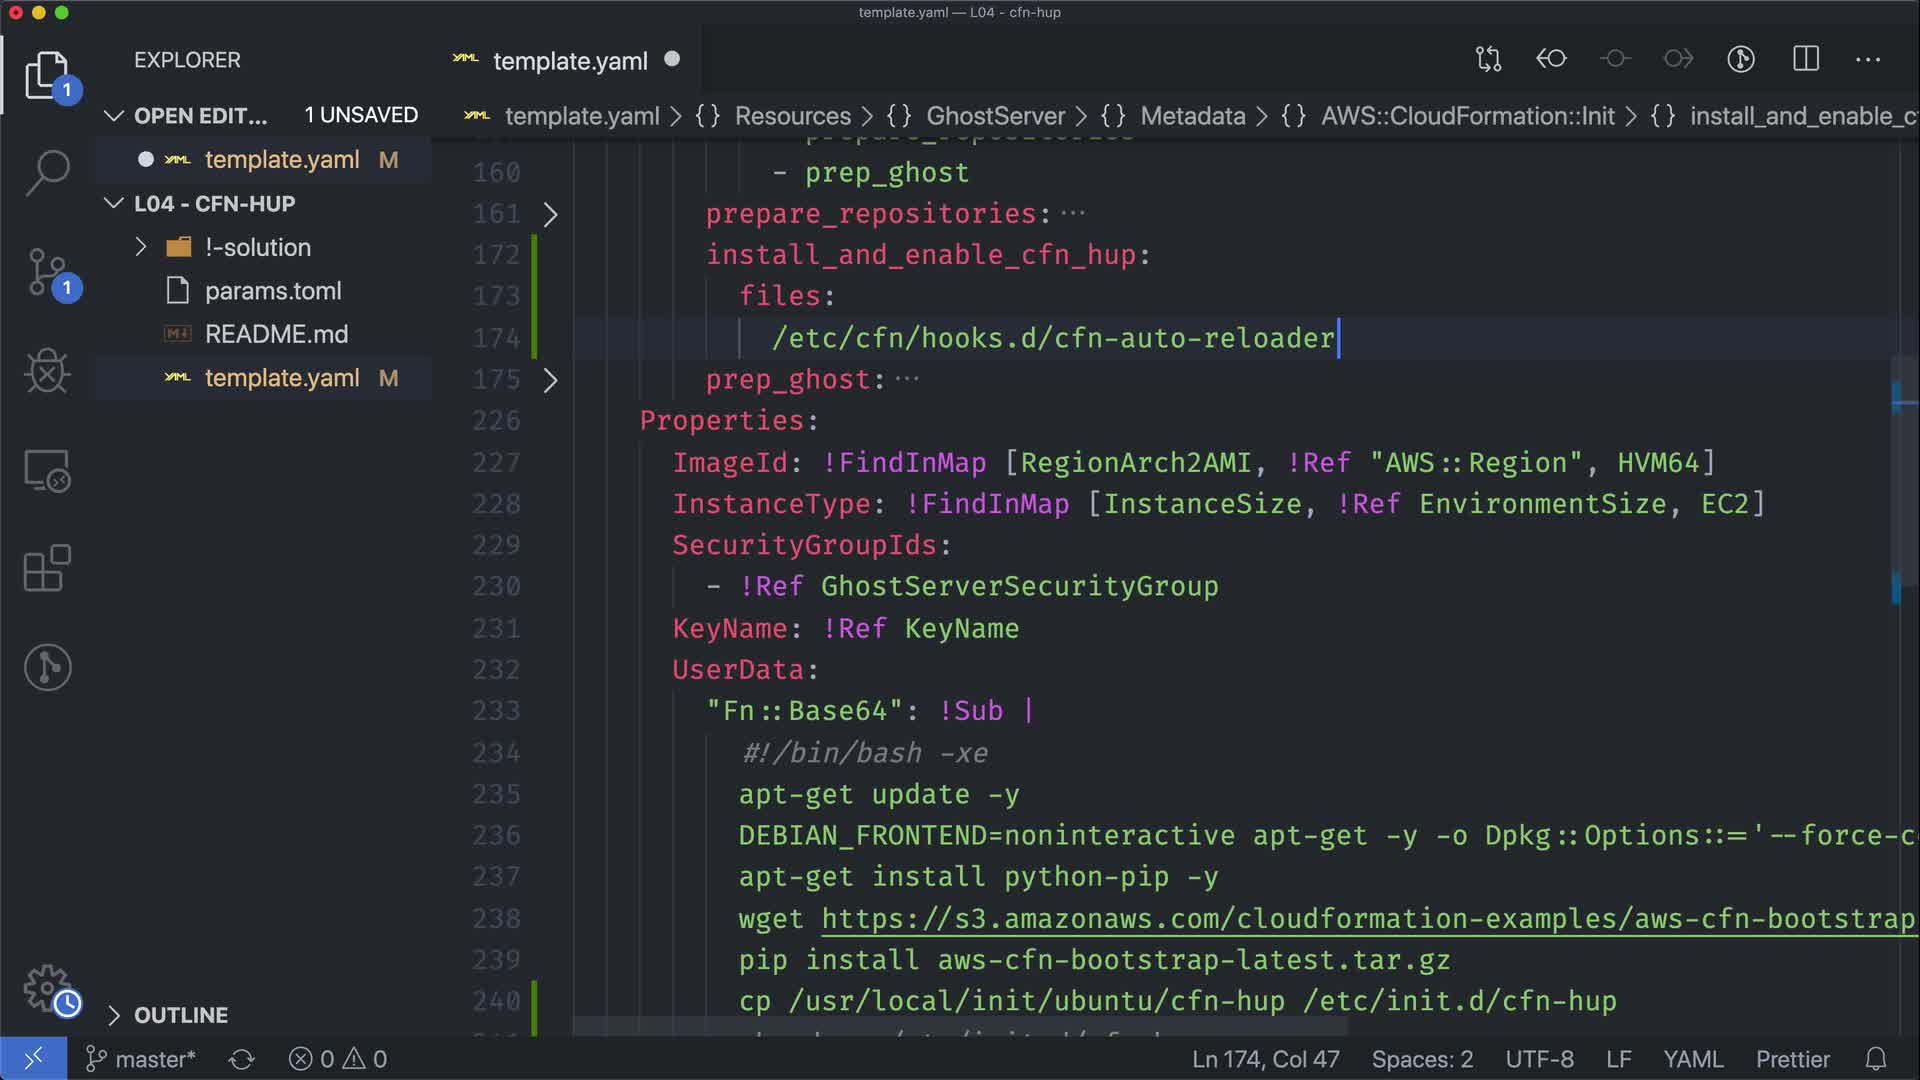 template.yaml — L04 - cfn-hup
EXPLORER
template.yaml
OPEN EDIT... 1 UNSAVED
template.yaml > {} Resources > {} GhostServer > {} Metadata > {} AWS::CloudFormation::Init > {} install_and_enable_c
template.yaml M
L04 - CFN-HUP
!-solution
params.toml
README.md
template.yaml M
OUTLINE
prepare_repositories
160 - prep_ghost
161 prepare_repositories: ...
172 install_and_enable_cfn_hup:
173 files:
174 /etc/cfn/hooks.d/cfn-auto-reloader
175 prep_ghost: ...
226 Properties:
227 ImageId: !FindInMap [RegionArch2AMI, !Ref "AWS::Region", HVM64]
228 InstanceType: !FindInMap [InstanceSize, !Ref EnvironmentSize, EC2]
229 SecurityGroupIds:
230 - !Ref GhostServerSecurityGroup
231 KeyName: !Ref KeyName
232 UserData:
233 "Fn::Base64": !Sub |
234 #!/bin/bash -xe
235 apt-get update -y
236 DEBIAN_FRONTEND=noninteractive apt-get -y -o Dpkg::Options::='--force-c
237 apt-get install python-pip -y
238 wget https://s3.amazonaws.com/cloudformation-examples/aws-cfn-bootstrap
239 pip install aws-cfn-bootstrap-latest.tar.gz
240 cp /usr/local/init/ubuntu/cfn-hup /etc/init.d/cfn-hup
master* 0 0 Ln 174, Col 47 Spaces: 2 UTF-8 LF YAML Prettier
1
1